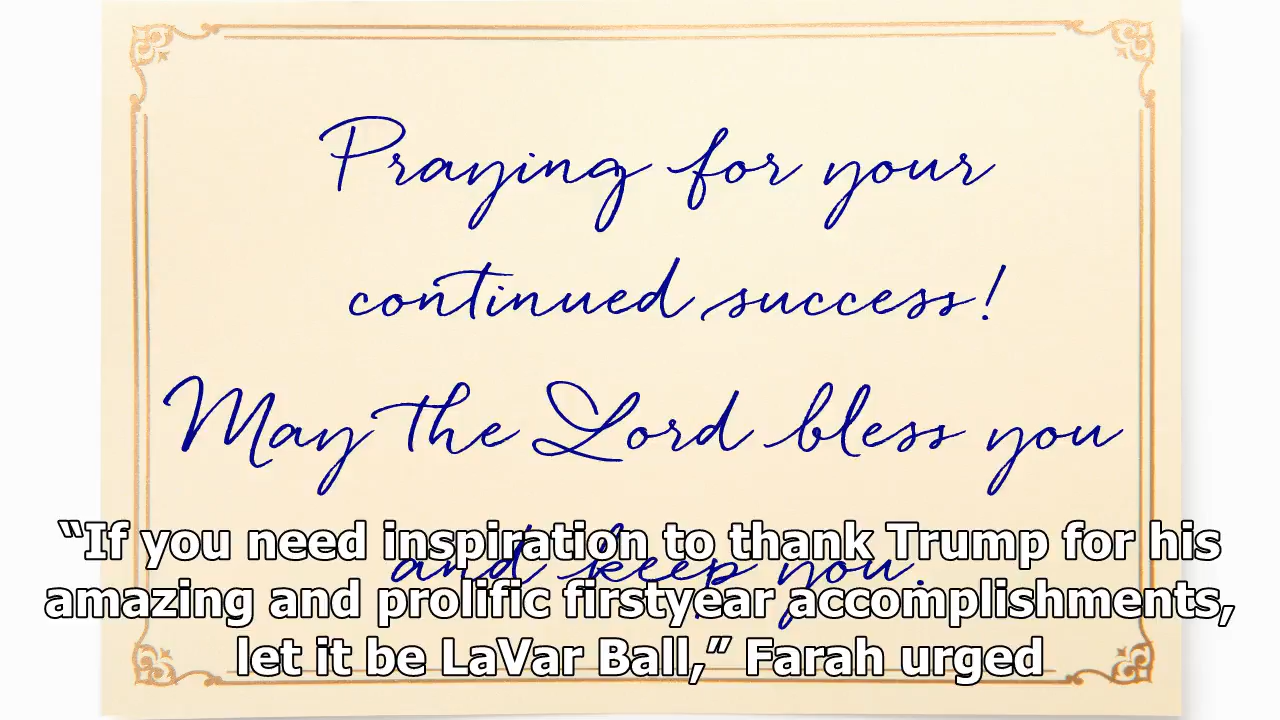 Praying for your
continued success!
May the Lord bless you
and keep you.
“If you need inspiration to thank Trump for his
amazing and prolific firstyear accomplishments,
let it be LaVar Ball,” Farah urged